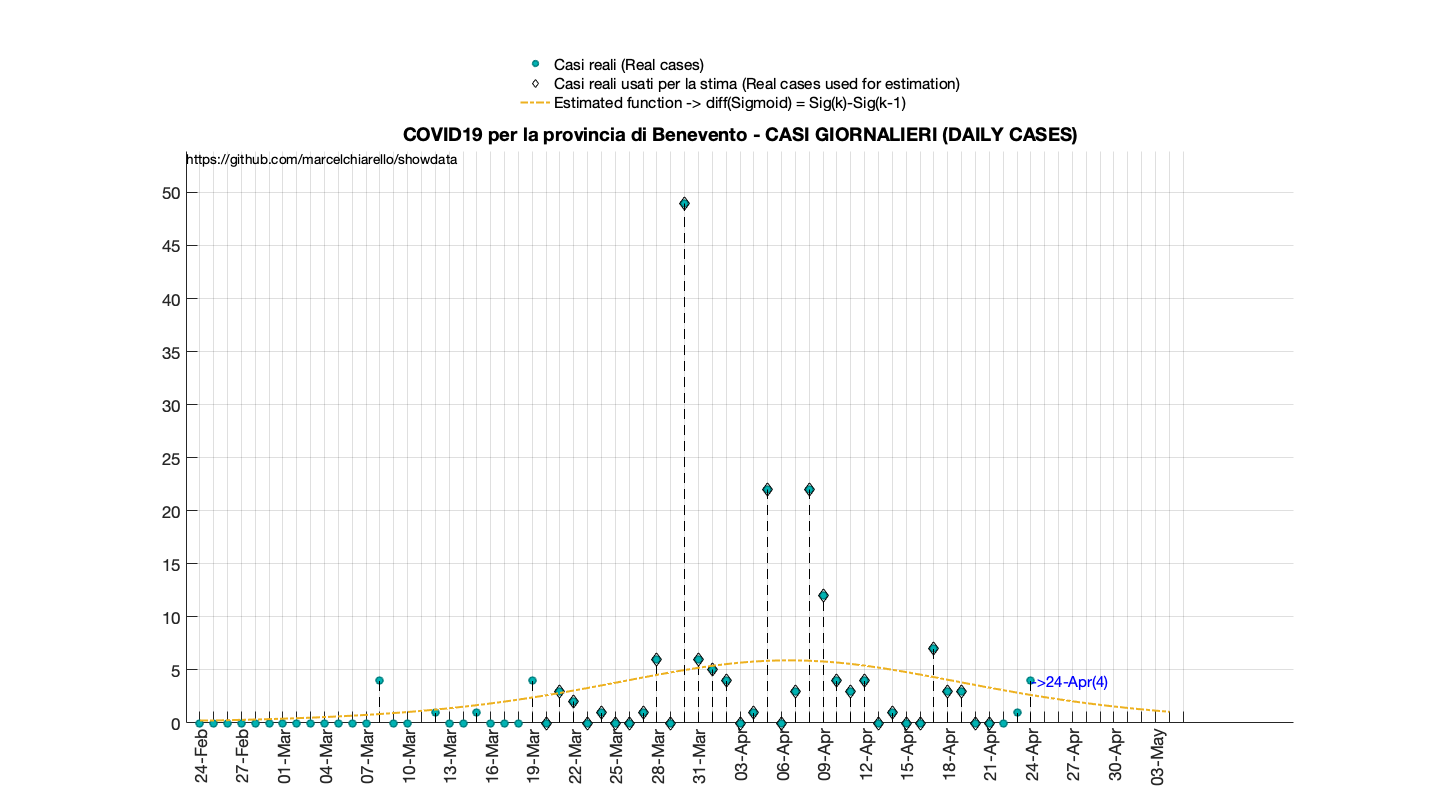 Casi reali (Real cases)
Casi reali usati per la stima (Real cases used for estimation)
Estimated function -> diff(Sigmoid) = Sig(k)-Sig(k-1)
COVID19 per la provincia di Benevento - CASI GIORNALIERI (DAILY CASES)
https://github.com/marcelchiarello/showdata
50
45
40
35
30
25
20
15
10
5
0
->24-Apr(4)
24-Feb
27-Feb
01-Mar
04-Mar
07-Mar
10-Mar
13-Mar
16-Mar
19-Mar
22-Mar
25-Mar
28-Mar
31-Mar
03-Apr
06-Apr
09-Apr
12-Apr
15-Apr
18-Apr
21-Apr
24-Apr
27-Apr
30-Apr
03-May